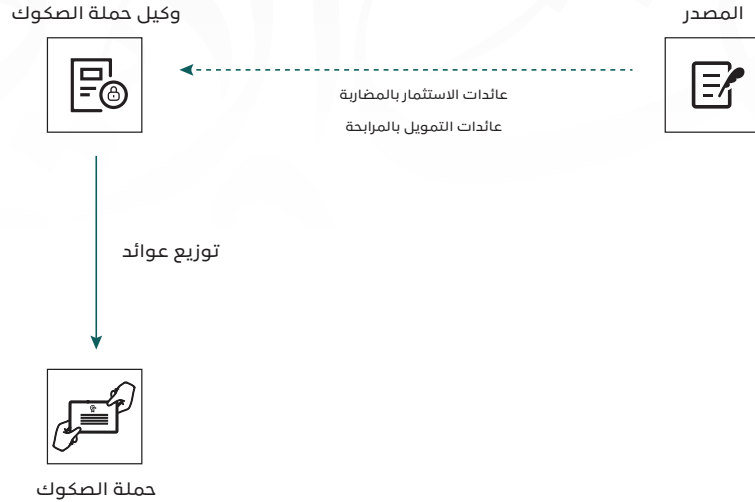 المصدر
وكيل حملة الصكوك
عائدات الاستثمار بالمضاربة
عائدات التمويل بالمرابحة
توزيع عوائد
حملة الصكوك